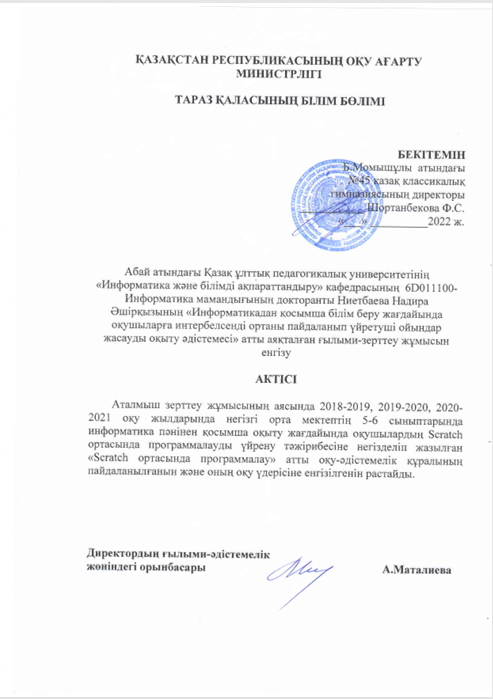 ҚАЗАҚСТАН РЕСПУБЛИКАСЫНЫҢ ОҚУ АҒАРТУ
МИНИСТРЛІГІ
ТАРАЗ ҚАЛАСЫНЫҢ БІЛІМ БӨЛІМІ
БЕКІТЕМІН
Б.Момышұлы атындағы
№45 қазақ классикалық
гимназиясының директоры
____________Шортанбекова Ф.С.
«___»____________2022 ж.
Абай атындағы Қазақ ұлттық педагогикалық университетінің
«Информатика және білімді ақпараттандыру» кафедрасының 6D011100-
Информатика мамандығының докторанты Ниетбаева Надира
Әшірқызының «Информатикадан қосымша білім беру жағдайында
оқушыларға интербелсенді ортаны пайдаланып үйретуші ойындар
жасауды оқыту әдістемесі» атты аяқталған ғылыми-зерттеу жұмысын
енгізу
АКТІСІ
Аталмыш зерттеу жұмысының аясында 2018-2019, 2019-2020, 2020-
2021 оқу жылдарында негізгі орта мектептің 5-6 сыныптарында
информатика пәнінен қосымша оқыту жағдайында оқушылардың Scratch
ортасында программалауды үйрену тәжірибесіне негізделіп жазылған
«Scratch ортасында программалау» атты оқу-әдістемелік құралының
пайдаланылғанын және оның оқу үдерісіне енгізілгенін растайды.
Директордың ғылыми-әдістемелік
жөніндегі орынбасары А.Маталиева